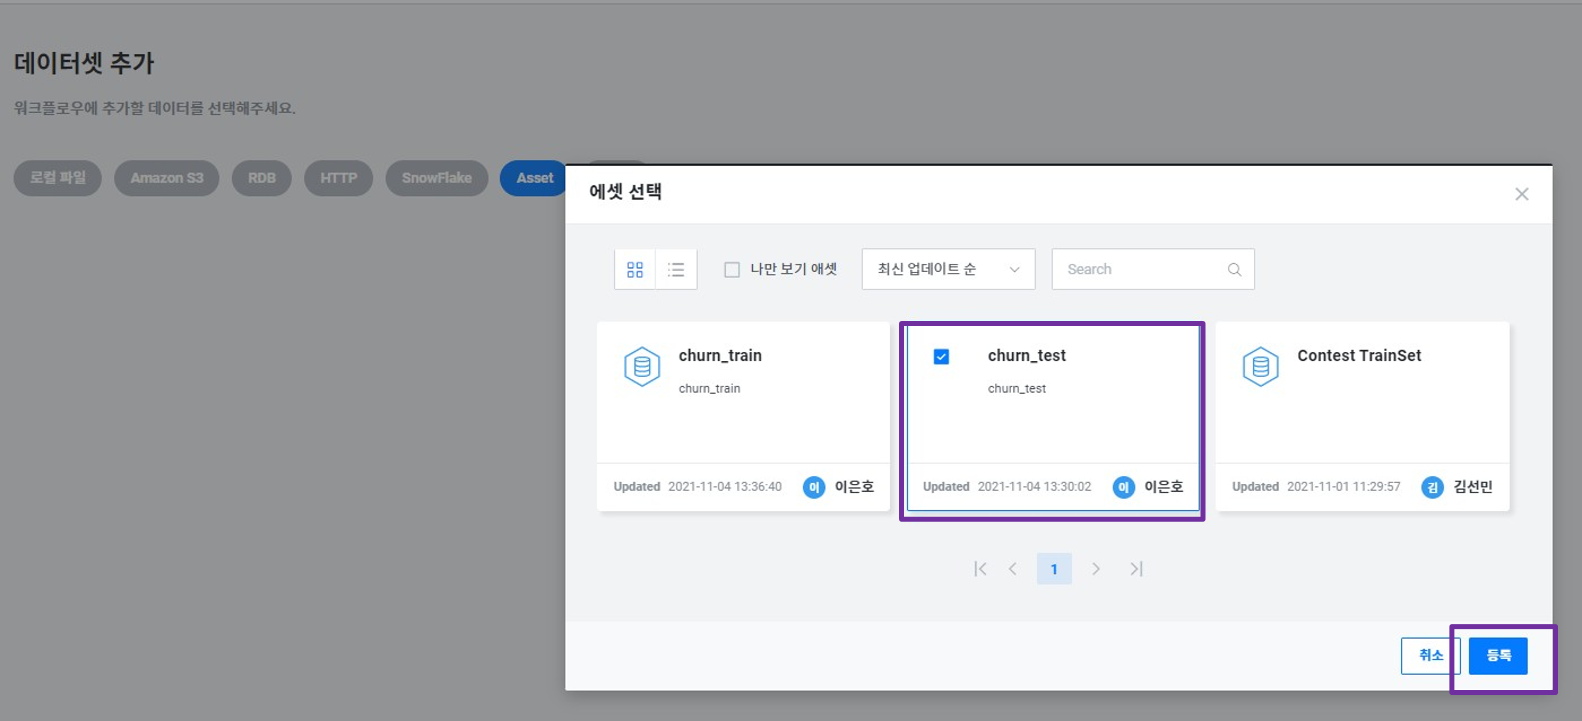 데이터셋 추가
워크플로우에 추가할 데이터를 선택해주세요.
로컬 파일 Amazon S3 RDB HTTP SnowFlake Asset
에셋 선택
나만 보기 애셋 최신 업데이트 순 Search
churn_train
churn_train
Updated 2021-11-04 13:36:40 이 이은호
churn_test
churn_test
Updated 2021-11-04 13:30:02 이 이은호
Contest TrainSet
Updated 2021-11-01 11:29:57 김 김선민
1
취소 등록